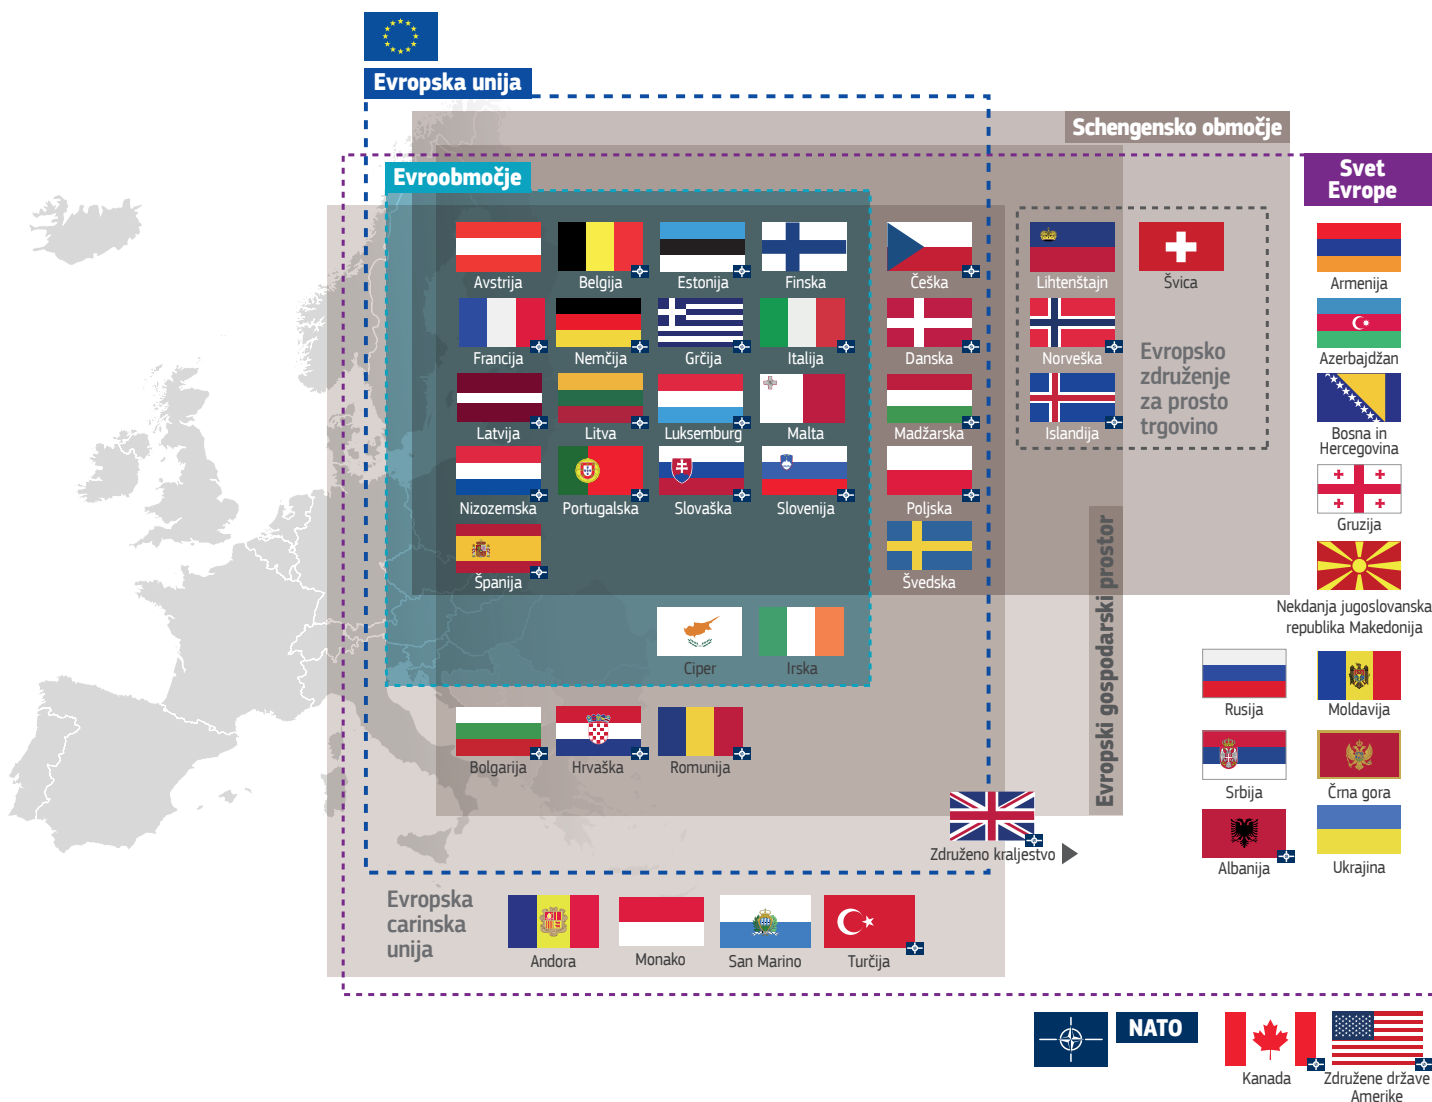 Evropska unija
Schengensko območje
Evroobmočje
Svet
Evrope
Avstrija
Belgija
Estonija
Finska
Češka
Lihtenštajn
Švica
Armenija
Francija
Nemčija
Grčija
Italija
Danska
Norveška
Evropsko
združenje
za prosto
trgovino
Azerbajdžan
Latvija
Litva
Luksemburg
Malta
Madžarska
Islandija
Bosna in
Hercegovina
Nizozemska
Portugalska
Slovaška
Slovenija
Poljska
Gruzija
Španija
Švedska
Evropski gospodarski prostor
Nekdanja jugoslovanska
republika Makedonija
Ciper
Irska
Rusija
Moldavija
Bolgarija
Hrvaška
Romunija
Srbija
Črna gora
Združeno kraljestvo
Albanija
Ukrajina
Evropska
carinska
unija
Andora
Monako
San Marino
Turčija
NATO
Kanada
Združene države
Amerike